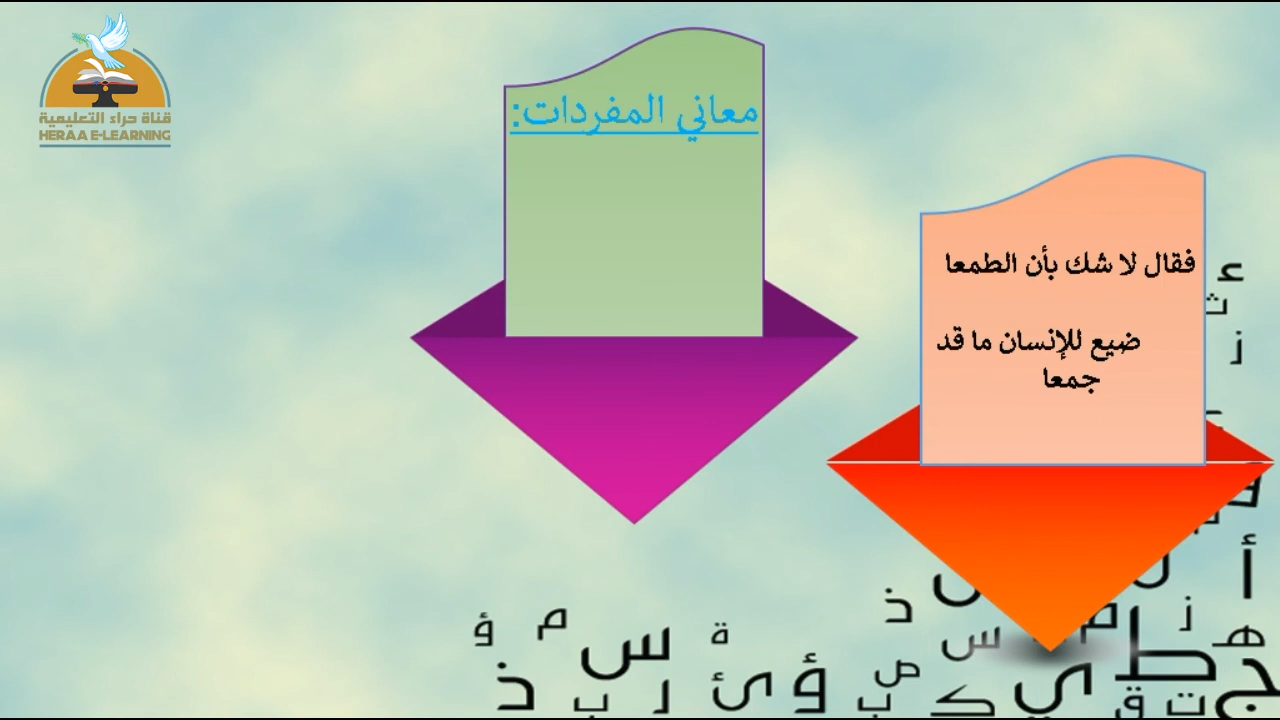 قناة حراء التعليمية
HERAA E-LEARNING
معاني المفردات:
فقال لا شك بأن الطمعا
ضيع للإنسان ما قد
جمعا